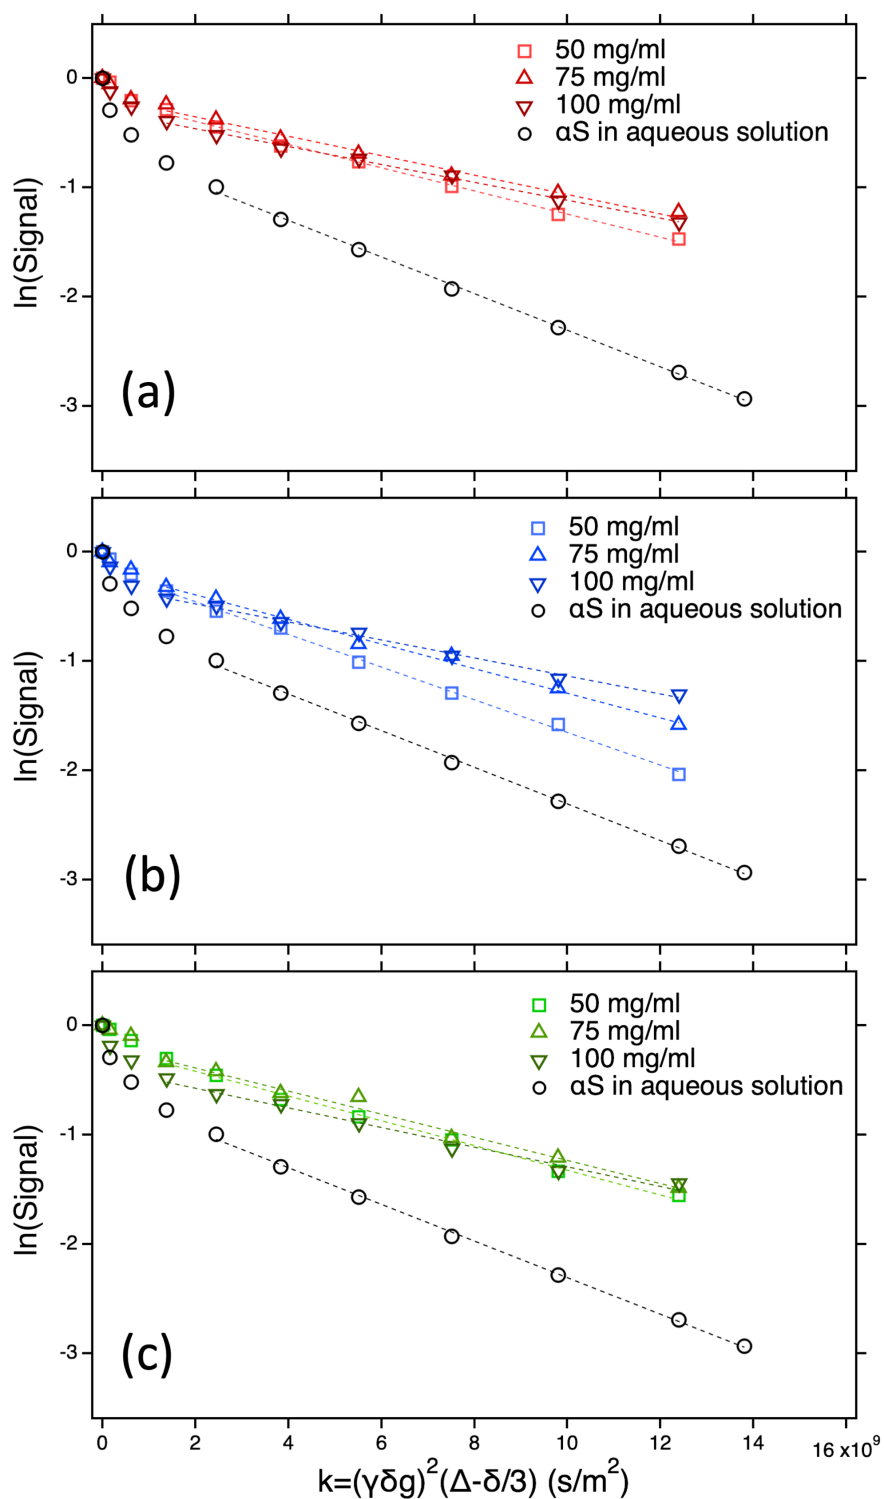 50 mg/ml
75 mg/ml
100 mg/ml
αS in aqueous solution
0
-1
-2
-3
ln(Signal)
(a)
50 mg/ml
75 mg/ml
100 mg/ml
αS in aqueous solution
0
-1
-2
-3
ln(Signal)
(b)
50 mg/ml
75 mg/ml
100 mg/ml
αS in aqueous solution
0
-1
-2
-3
ln(Signal)
(c)
0 2 4 6 8 10 12 14 16 x10⁹
k=(γδg)²(Δ-δ/3) (s/m²)